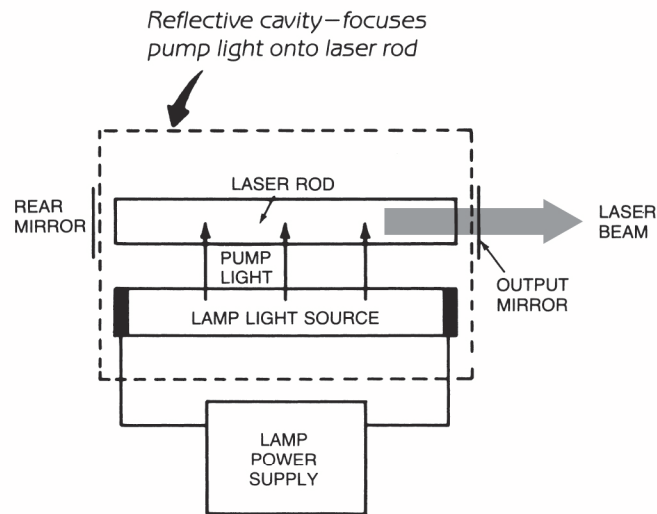 Reflective cavity—focuses
pump light onto laser rod
LASER ROD
REAR
MIRROR
LASER
BEAM
PUMP
LIGHT
OUTPUT
MIRROR
LAMP LIGHT SOURCE
LAMP
POWER
SUPPLY